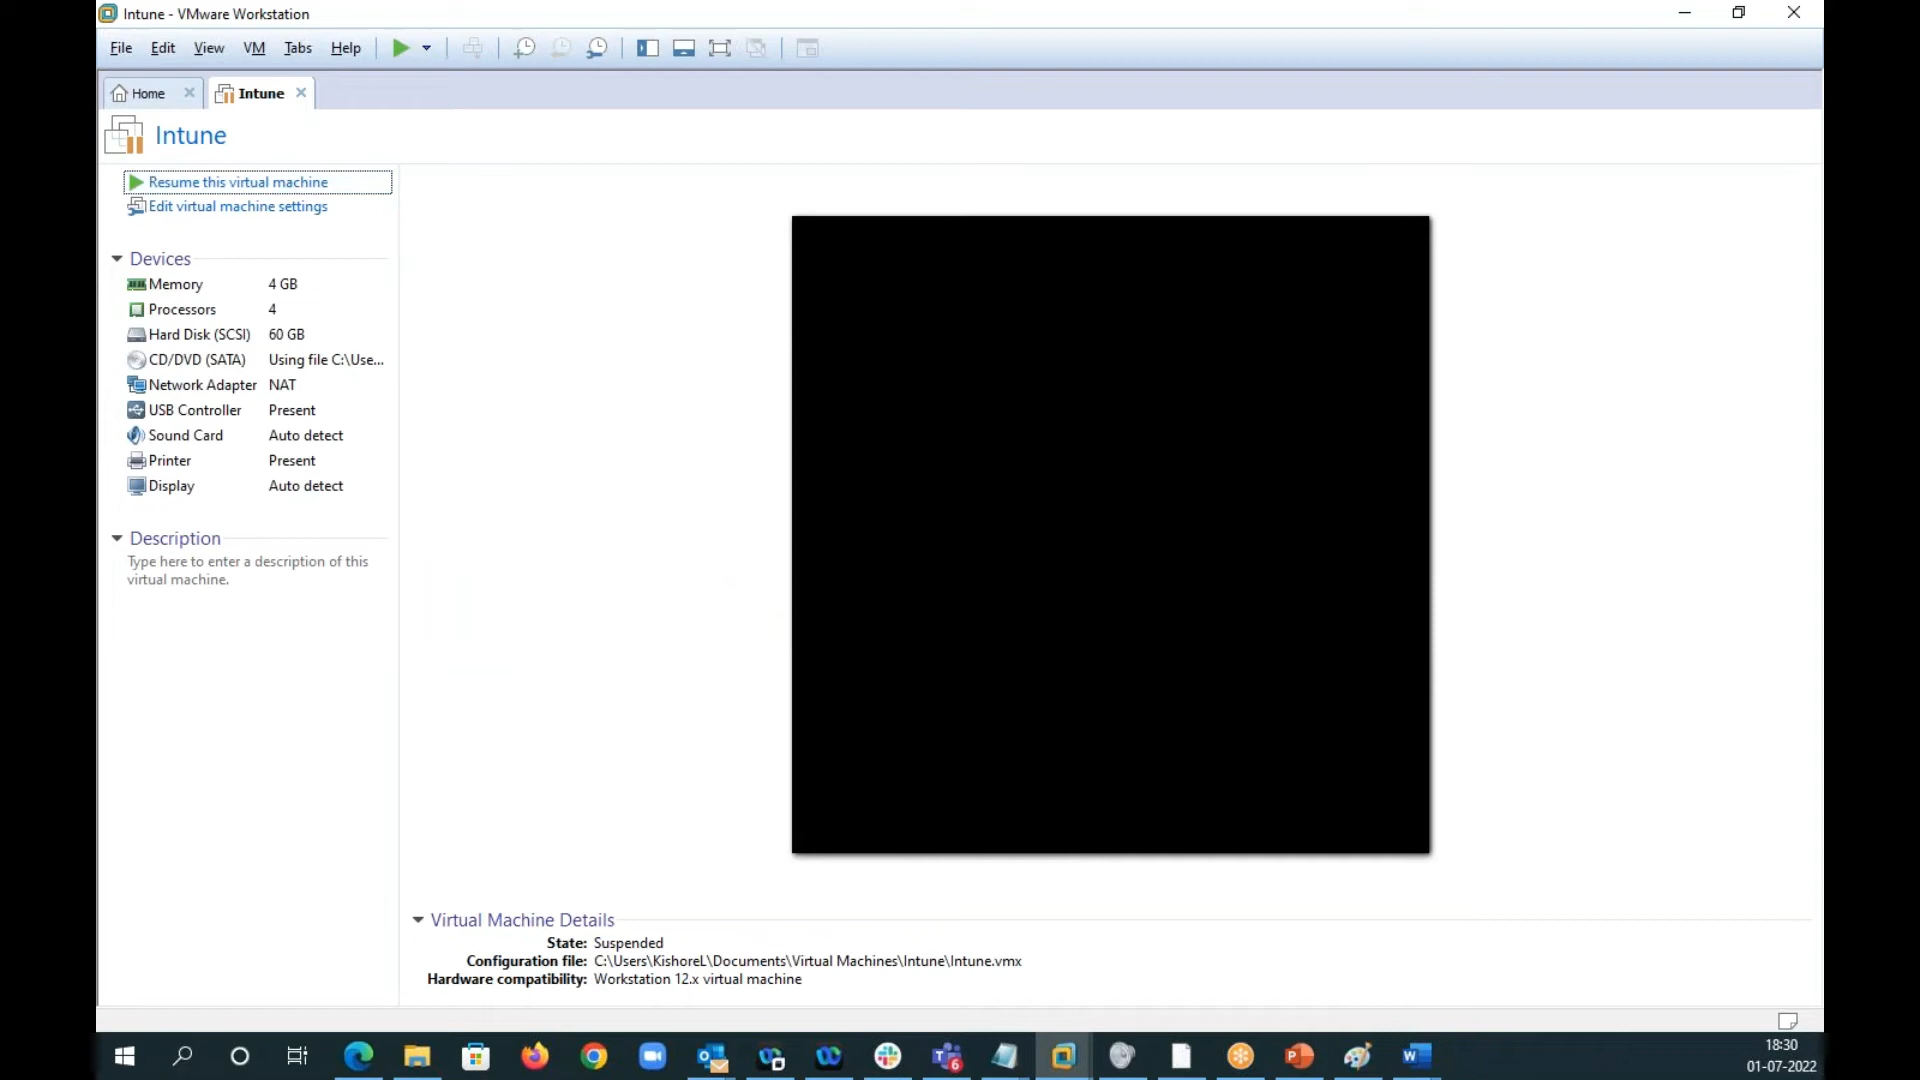 Intune - VMware Workstation
File Edit View VM Tabs Help
Home Intune
Intune
Resume this virtual machine
Edit virtual machine settings
Devices
Memory 4 GB
Processors 4
Hard Disk (SCSI) 60 GB
CD/DVD (SATA) Using file C:\Use...
Network Adapter NAT
USB Controller Present
Sound Card Auto detect
Printer Present
Display Auto detect
Description
Type here to enter a description of this
virtual machine.
Virtual Machine Details
State: Suspended
Configuration file: C:\Users\KishoreL\Documents\Virtual Machines\Intune\Intune.vmx
Hardware compatibility: Workstation 12.x virtual machine
6
18:30
01-07-2022